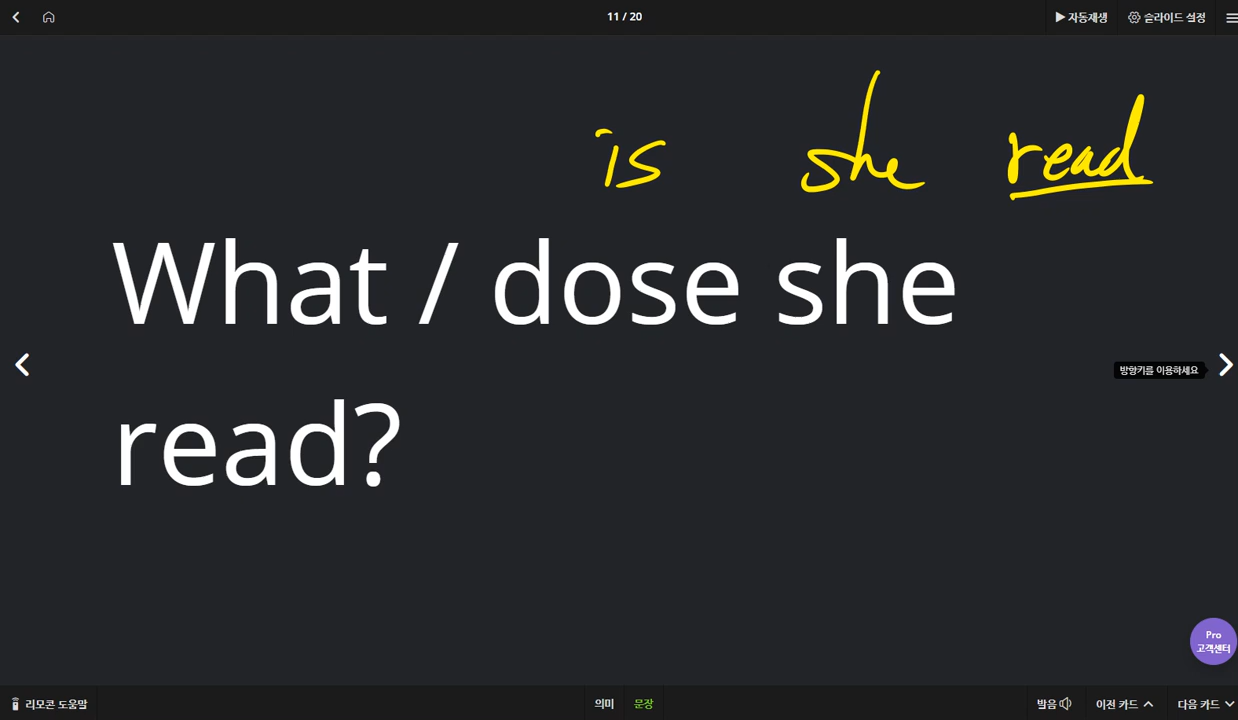 11 / 20
▶자동재생
슬라이드 설정
is she read
What / dose she
read?
방향키를 이용하세요
Pro
고객센터
리모콘 도움말
의미
문장
발음
이전 카드
다음 카드